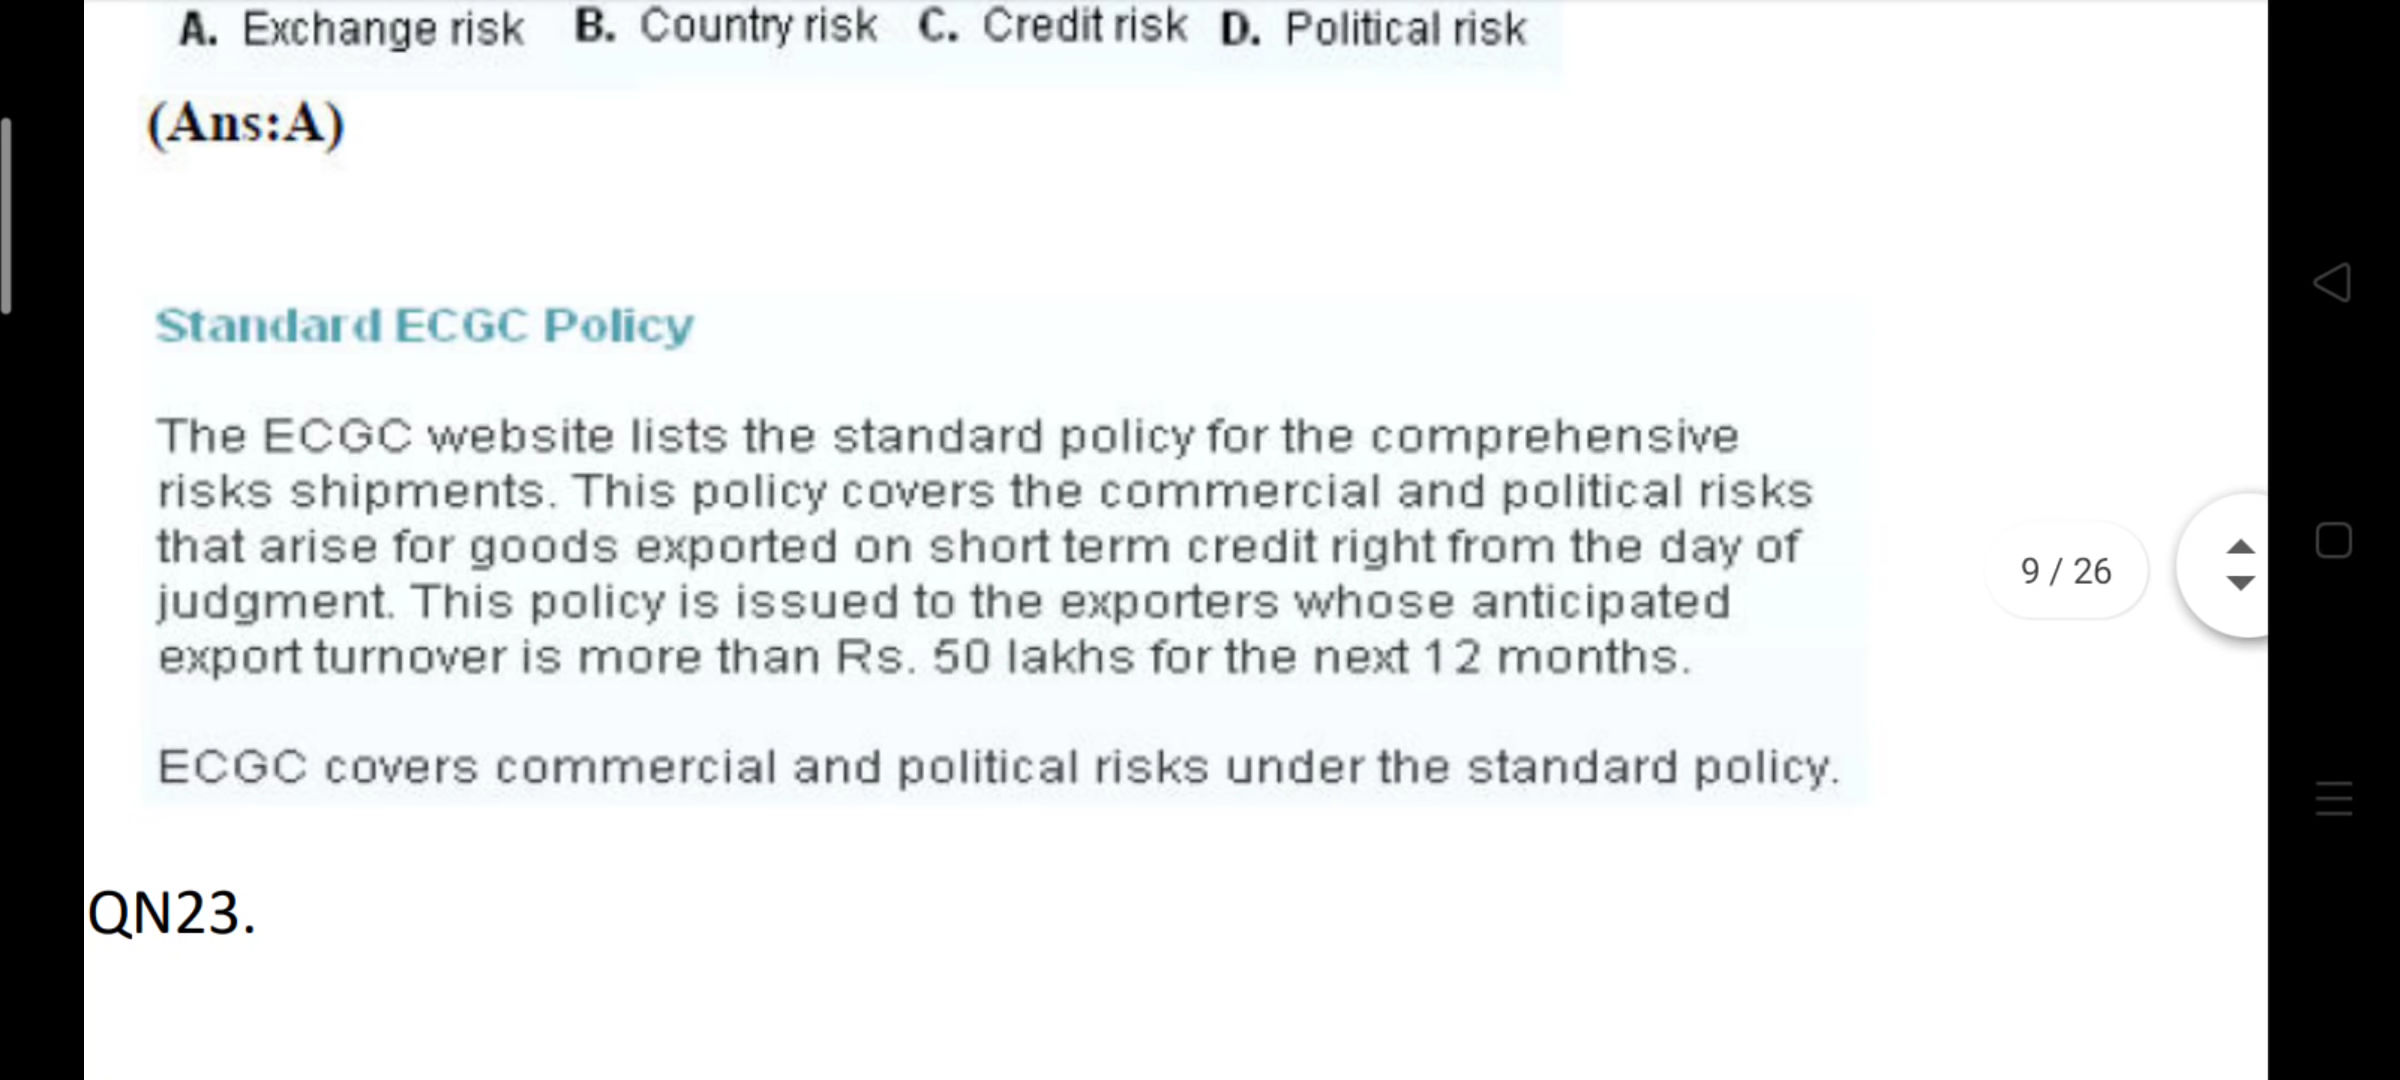 A. Exchange risk B. Country risk C. Credit risk D. Political risk
(Ans:A)
Standard ECGC Policy
The ECGC website lists the standard policy for the comprehensive
risks shipments. This policy covers the commercial and political risks
that arise for goods exported on short term credit right from the day of
judgment. This policy is issued to the exporters whose anticipated
export turnover is more than Rs. 50 lakhs for the next 12 months.
9 / 26
ECGC covers commercial and political risks under the standard policy.
QN23.